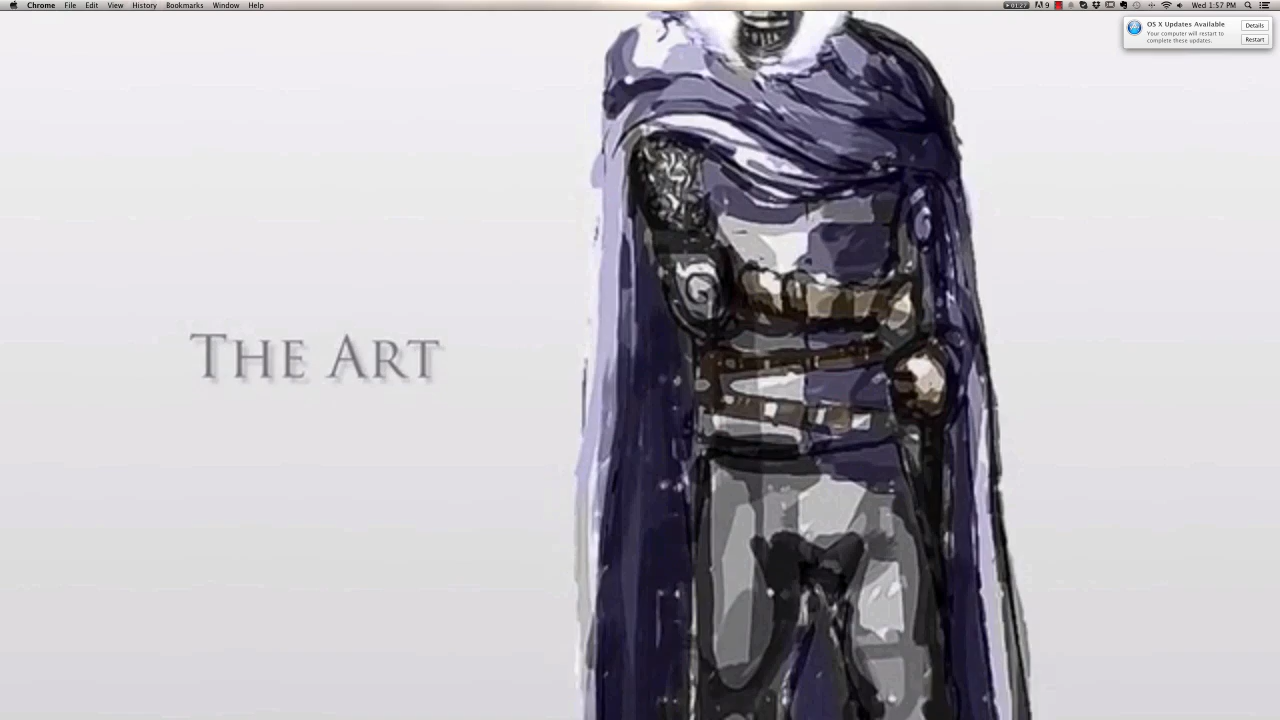 Chrome File Edit View History Bookmarks Window Help
9 Wed 1:57 PM
OS X Updates Available
Details
Your computer will restart to
complete these updates.
Restart
The Art